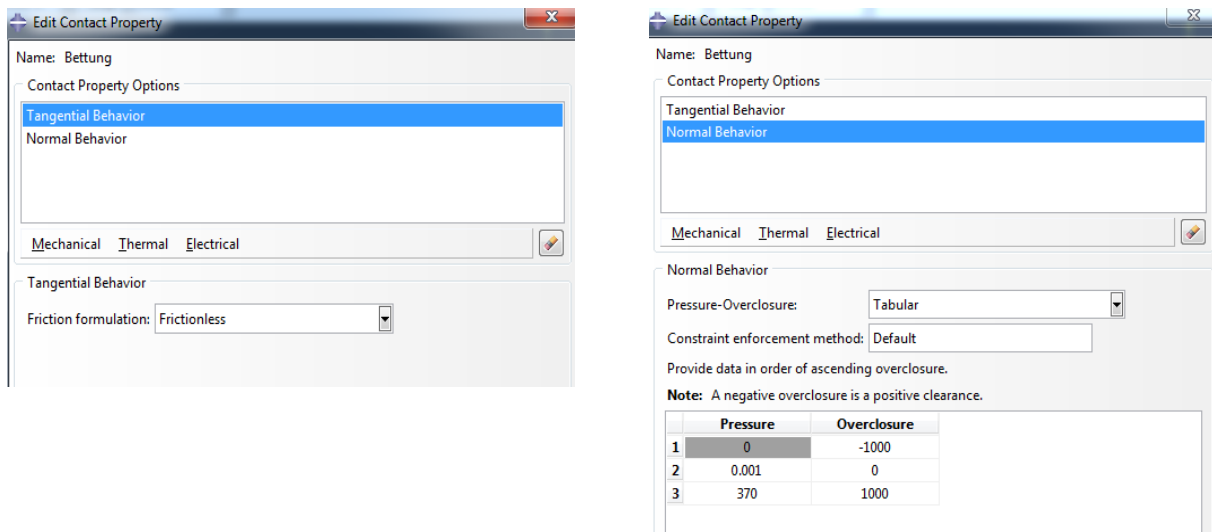 Edit Contact Property
Name: Bettung
Contact Property Options
Tangential Behavior
Normal Behavior
Mechanical Thermal Electrical
Tangential Behavior
Friction formulation: Frictionless
Edit Contact Property
Name: Bettung
Contact Property Options
Tangential Behavior
Normal Behavior
Mechanical Thermal Electrical
Normal Behavior
Pressure-Overclosure: Tabular
Constraint enforcement method: Default
Provide data in order of ascending overclosure.
Note: A negative overclosure is a positive clearance.
Pressure Overclosure
1 0 -1000
2 0.001 0
3 370 1000